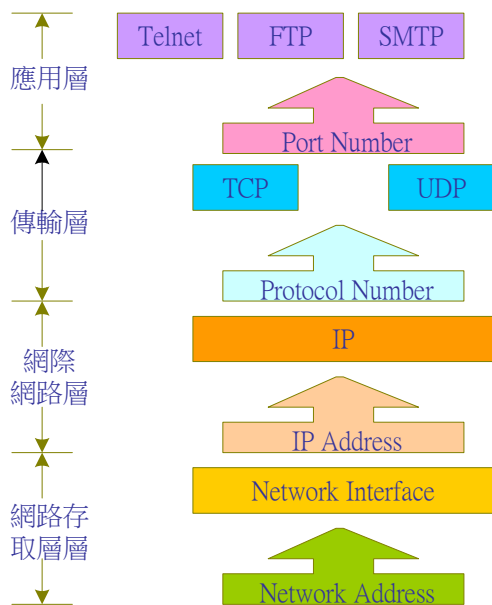 Telnet FTP SMTP
應用層
Port Number
TCP UDP
傳輸層
Protocol Number
IP
網際
網路層
IP Address
Network Interface
網路存
取層層
Network Address